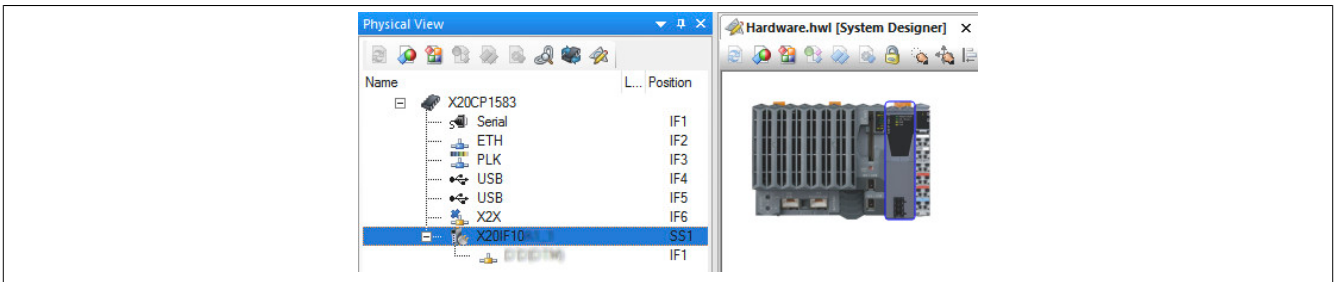 Physical View
Hardware.hwl [System Designer]
Name L... Position
X20CP1583
Serial IF1
ETH IF2
PLK IF3
USB IF4
USB IF5
X2X IF6
X20IF10 SS1
IF1